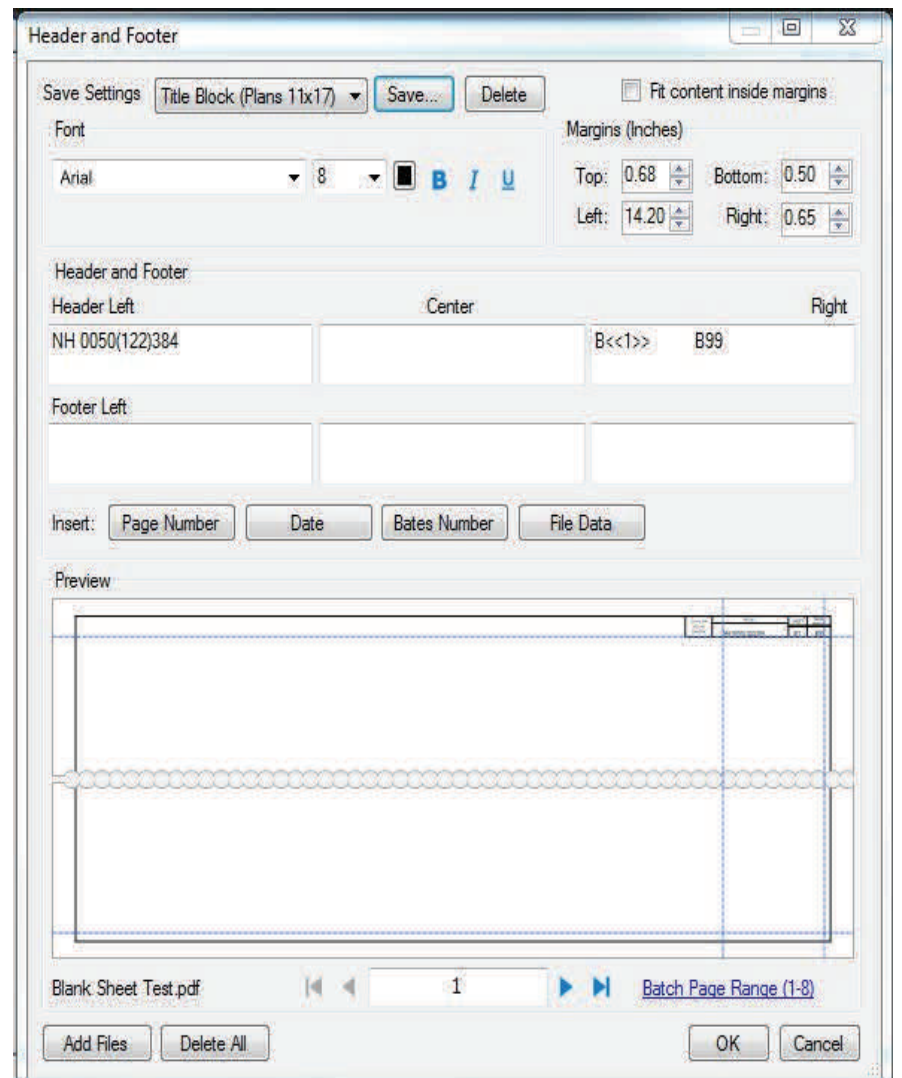 Header and Footer
Save Settings Title Block (Plans 11x17) Save... Delete Fit content inside margins
Font Margins (Inches)
Arial 8 B I U Top: 0.68 Bottom: 0.50
Left: 14.20 Right: 0.65
Header and Footer
Header Left Center Right
NH 0050(122)384 B<<1>> B99
Footer Left
Insert: Page Number Date Bates Number File Data
Preview
Blank Sheet Test.pdf 1 Batch Page Range (1-8)
Add Files Delete All OK Cancel